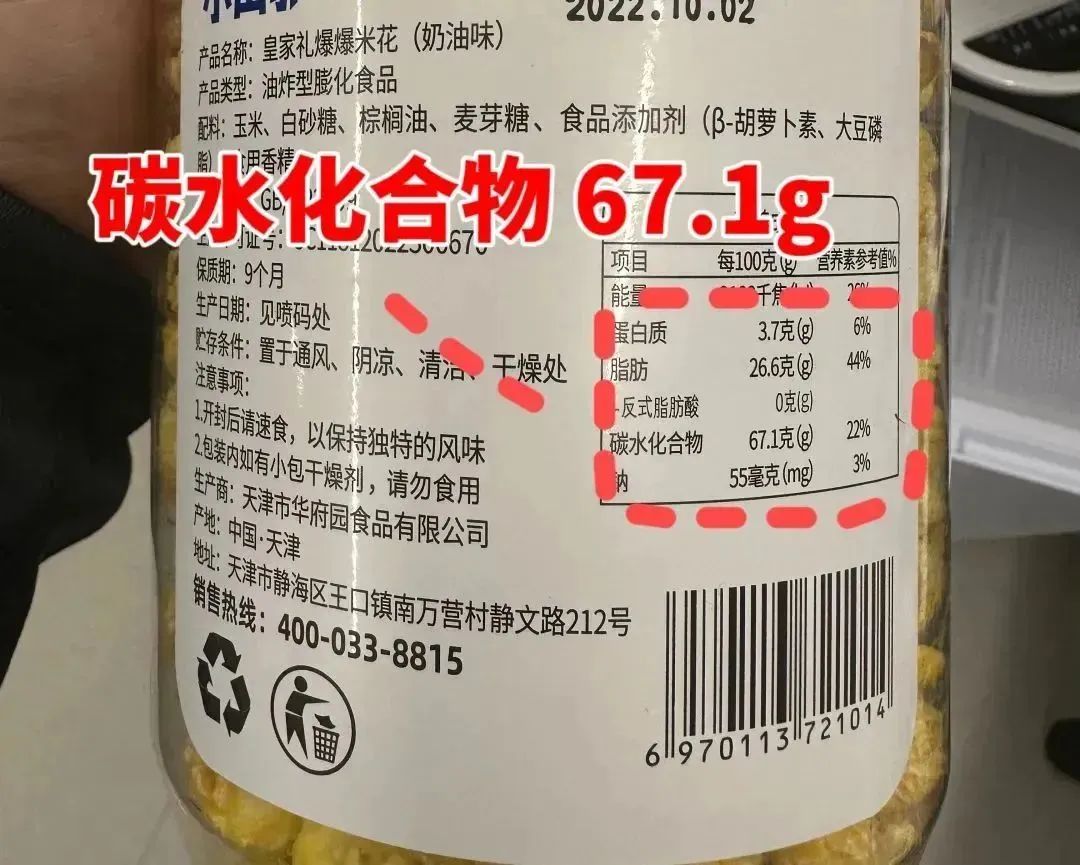 2022.10.02
产品名称：皇家礼爆爆米花（奶油味）
产品类型：油炸型膨化食品
配料：玉米、白砂糖、棕榈油、麦芽糖、食品添加剂（β-胡萝卜素、大豆磷
用香精
碳水化合物 67.1g
保质期：9个月
生产日期：见喷码处
贮存条件：置于通风、阴凉、清洁、干燥处
注意事项：
1.开封后请速食，以保持独特的风味
2.包装内如有小包干燥剂，请勿食用
生产商：天津市华府园食品有限公司
产地：中国·天津
地址：天津市静海区王口镇南万营村静文路212号
销售热线：400-033-8815
项目 每100克(g) 营养素参考值%
能量
蛋白质 3.7克(g) 6%
脂肪 26.6克(g) 44%
-反式脂肪酸 0克(g)
碳水化合物 67.1克(g) 22%
钠 55毫克(mg) 3%
6 970113 721014